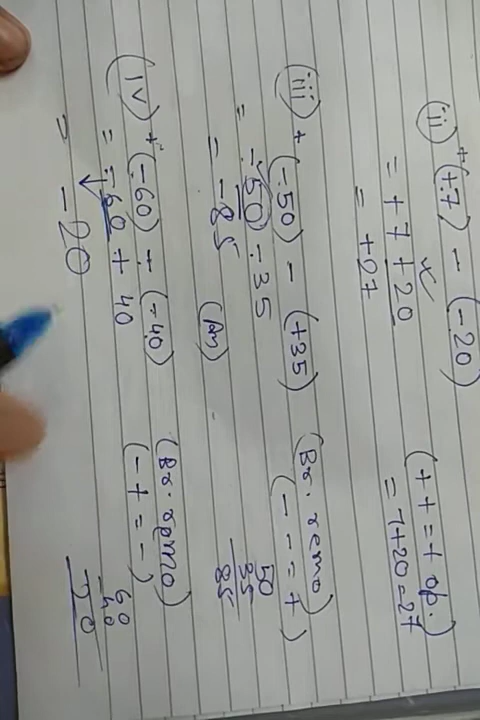 (ii) +(+7) - (-20) (+ + = + op.)
= + 7 + 20 = 7+20=27
= +27
(iii) +(-50) - (+35) (Br. remo)
= -50 - 35 (- - = +)
= -85 (An)
50
35
85
(iv) +(-60) - (-40) (Br. remo)
= -60 + 40 (- + = -)
= -20
60
-40
20